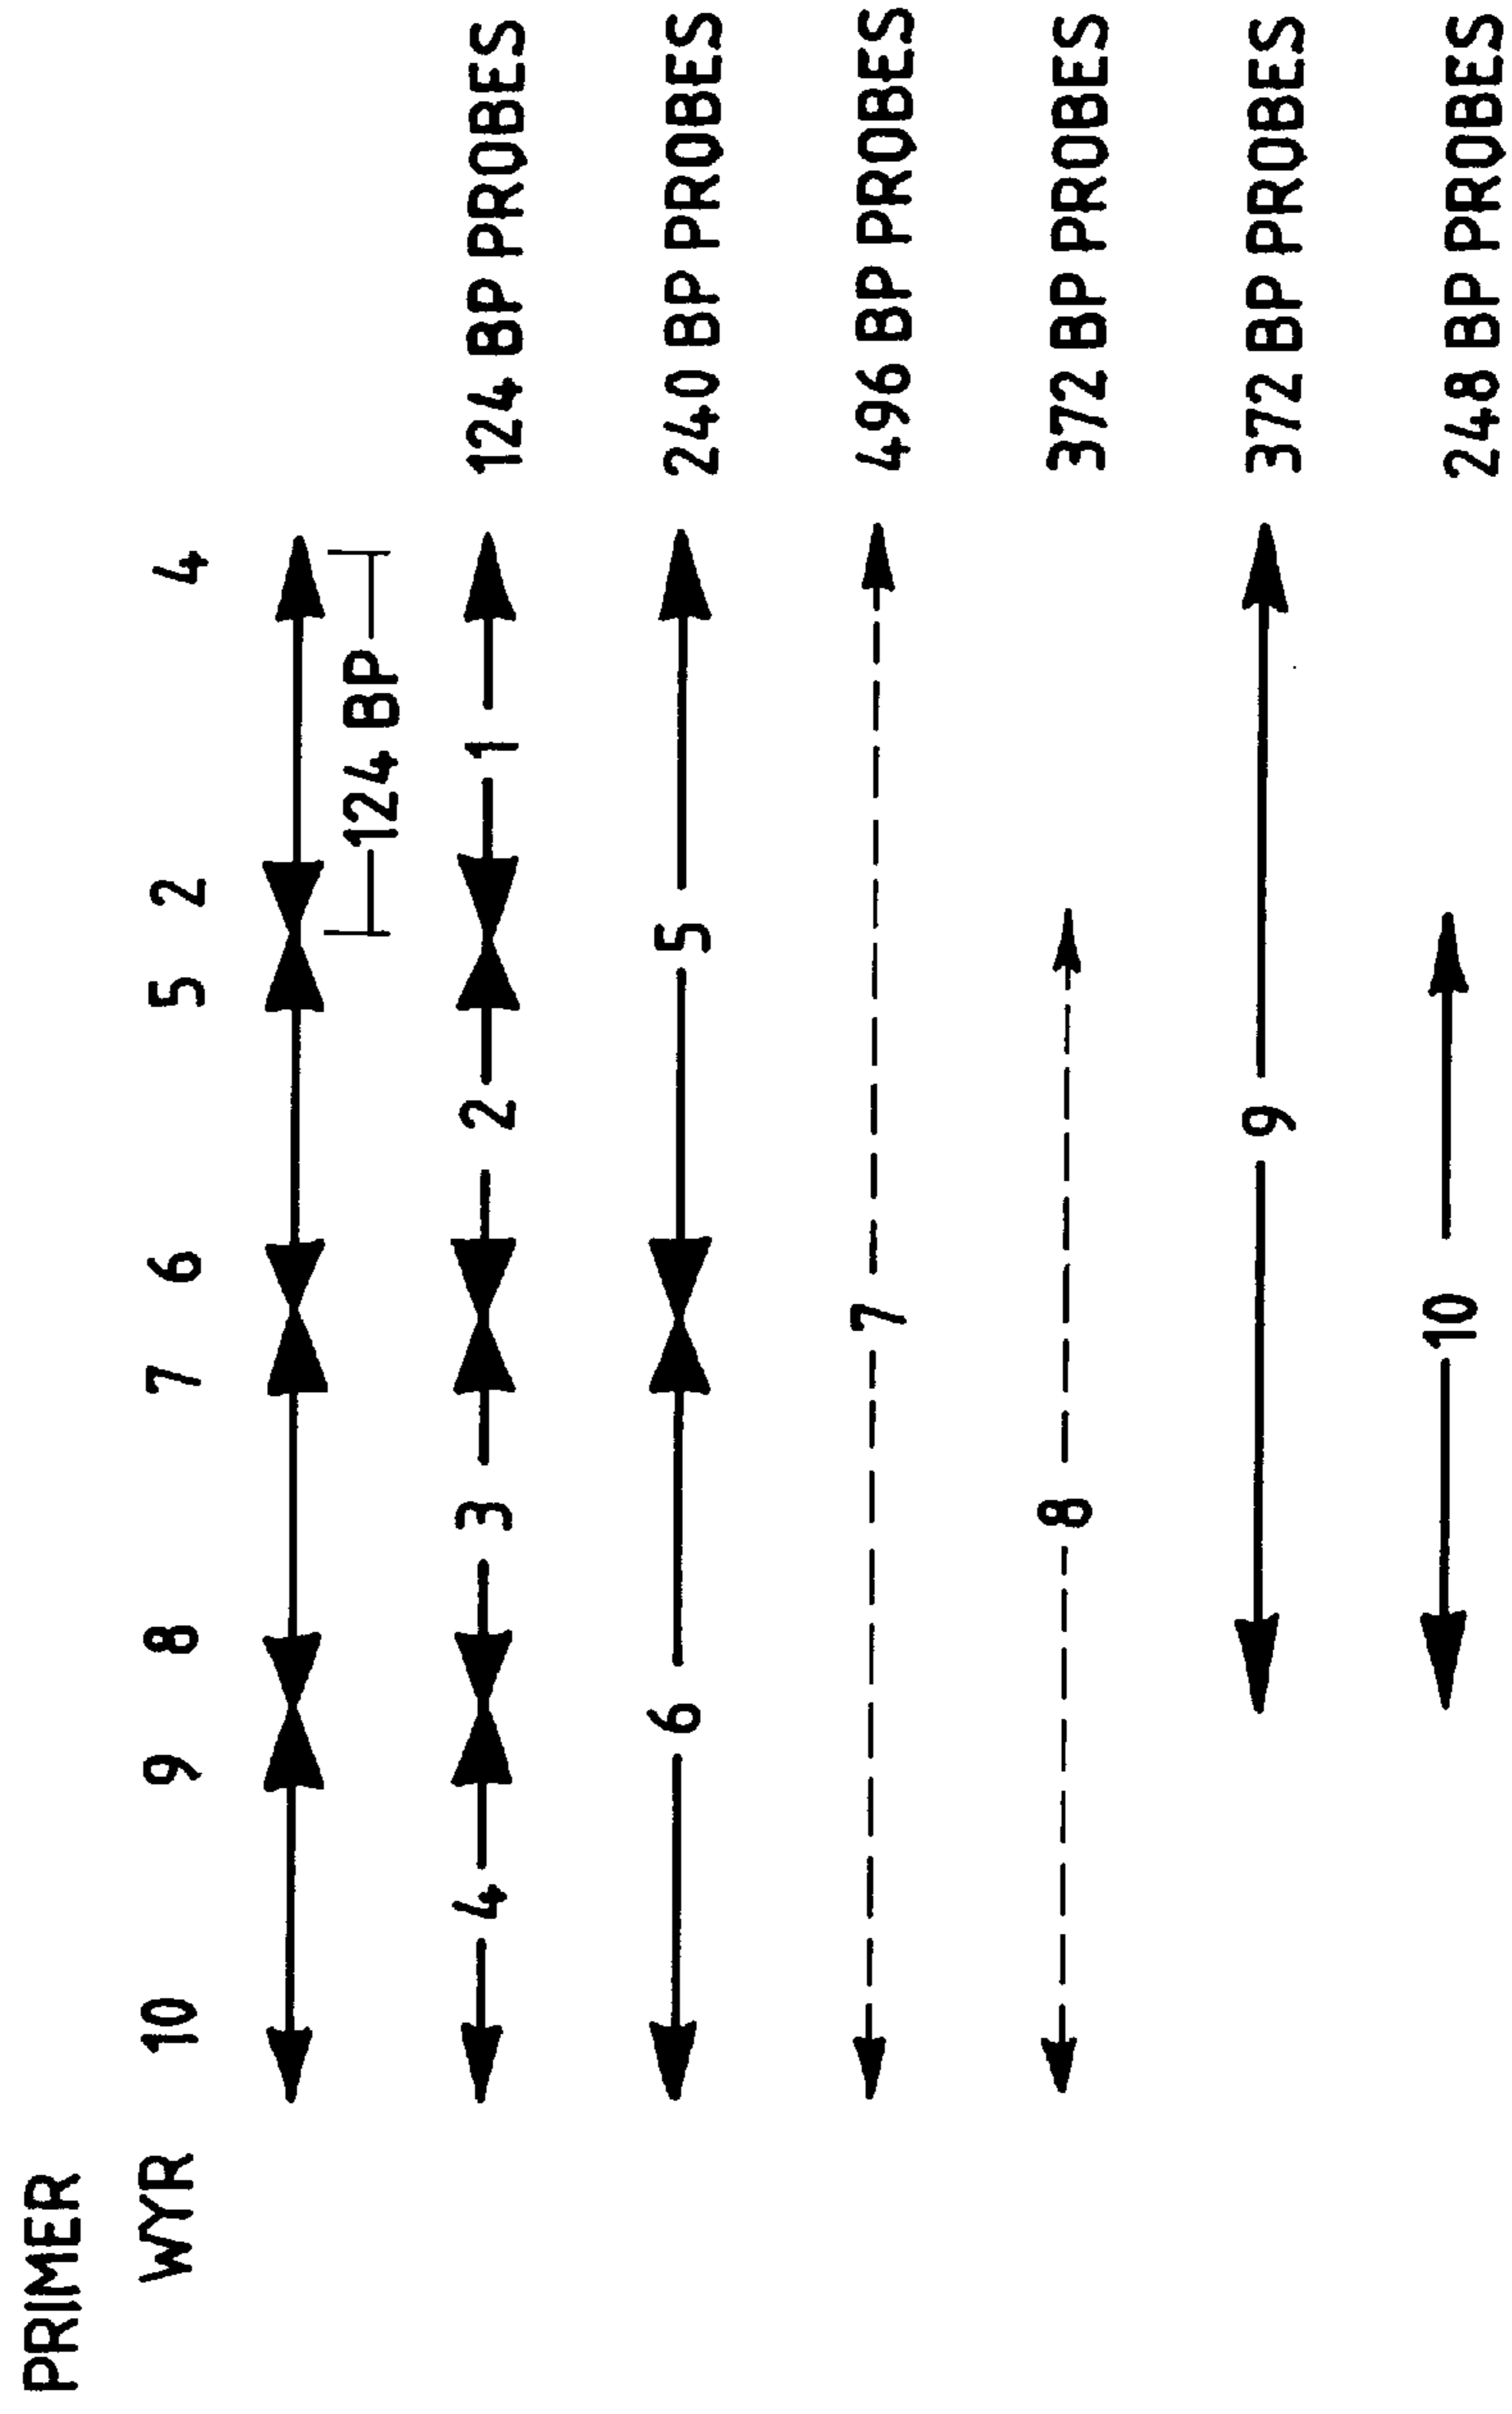 PRIMER
WYR 10 9 8 7 6 5 2 4
124 BP
4 3 2 1 124 BP PROBES
6 5 240 BP PROBES
7 496 BP PROBES
8 372 BP PROBES
9 372 BP PROBES
10 248 BP PROBES